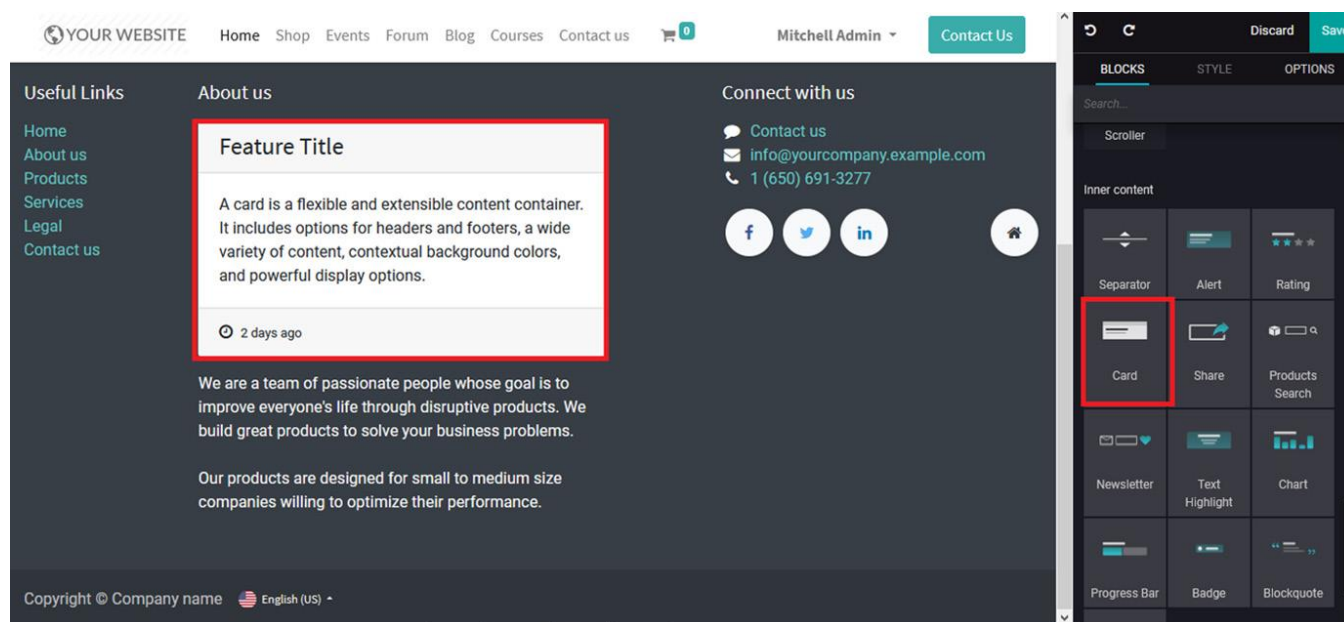 YOUR WEBSITE Home Shop Events Forum Blog Courses Contact us 0 Mitchell Admin Contact Us
Useful Links
Home
About us
Products
Services
Legal
Contact us
About us
Feature Title
A card is a flexible and extensible content container.
It includes options for headers and footers, a wide
variety of content, contextual background colors,
and powerful display options.
2 days ago
We are a team of passionate people whose goal is to
improve everyone's life through disruptive products. We
build great products to solve your business problems.
Our products are designed for small to medium size
companies willing to optimize their performance.
Connect with us
Contact us
info@yourcompany.example.com
1 (650) 691-3277
f in
Copyright © Company name English (US)
Discard Save
BLOCKS STYLE OPTIONS
Search...
Scroller
Inner content
Separator Alert Rating
Card Share Products
Search
Newsletter Text Chart
Highlight
Progress Bar Badge Blockquote